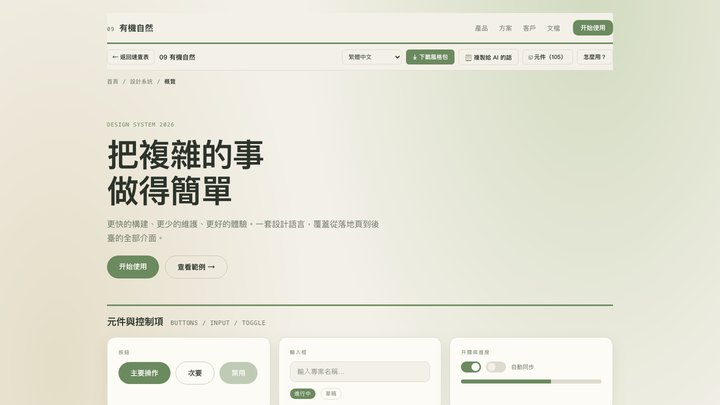 09 有機自然
產品 方案 客戶 文檔 开始使用
← 返回速查表 09 有機自然 繁體中文 下載風格包 複製給 AI 的話 元件（105） 怎麼用？
首頁 / 設計系統 / 概覽
DESIGN SYSTEM 2026
把複雜的事
做得簡單
更快的構建、更少的維護、更好的體驗。一套設計語言，覆蓋從落地頁到後
臺的全部介面。
开始使用 查看範例 →
元件與控制項 BUTTONS / INPUT / TOGGLE
按鈕
主要操作 次要 禁用
輸入框
輸入專案名稱…
進行中 草稿
開關與進度
自動同步